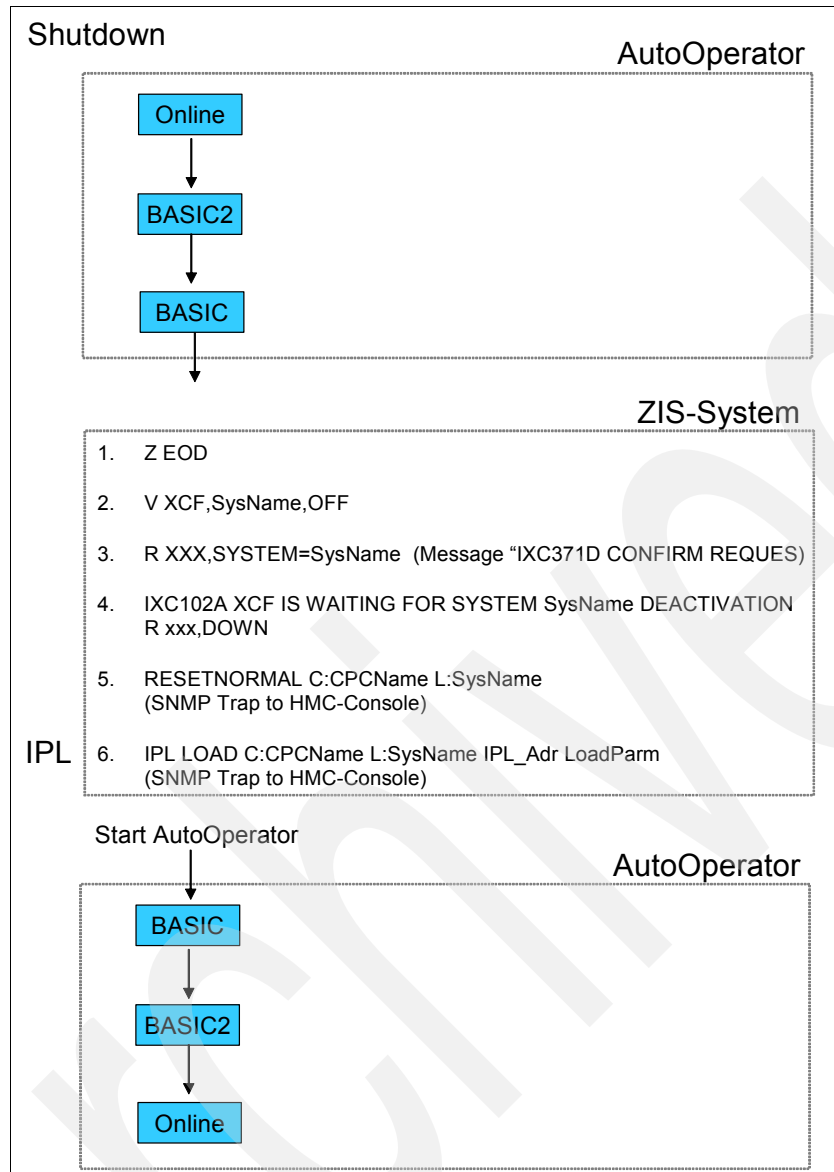 Shutdown
AutoOperator
Online
BASIC2
BASIC
ZIS-System
1. Z EOD
2. V XCF,SysName,OFF
3. R XXX,SYSTEM=SysName (Message “IXC371D CONFIRM REQUES)
4. IXC102A XCF IS WAITING FOR SYSTEM SysName DEACTIVATION
R xxx,DOWN
5. RESETNORMAL C:CPCName L:SysName
(SNMP Trap to HMC-Console)
IPL 6. IPL LOAD C:CPCName L:SysName IPL_Adr LoadParm
(SNMP Trap to HMC-Console)
Start AutoOperator
AutoOperator
BASIC
BASIC2
Online